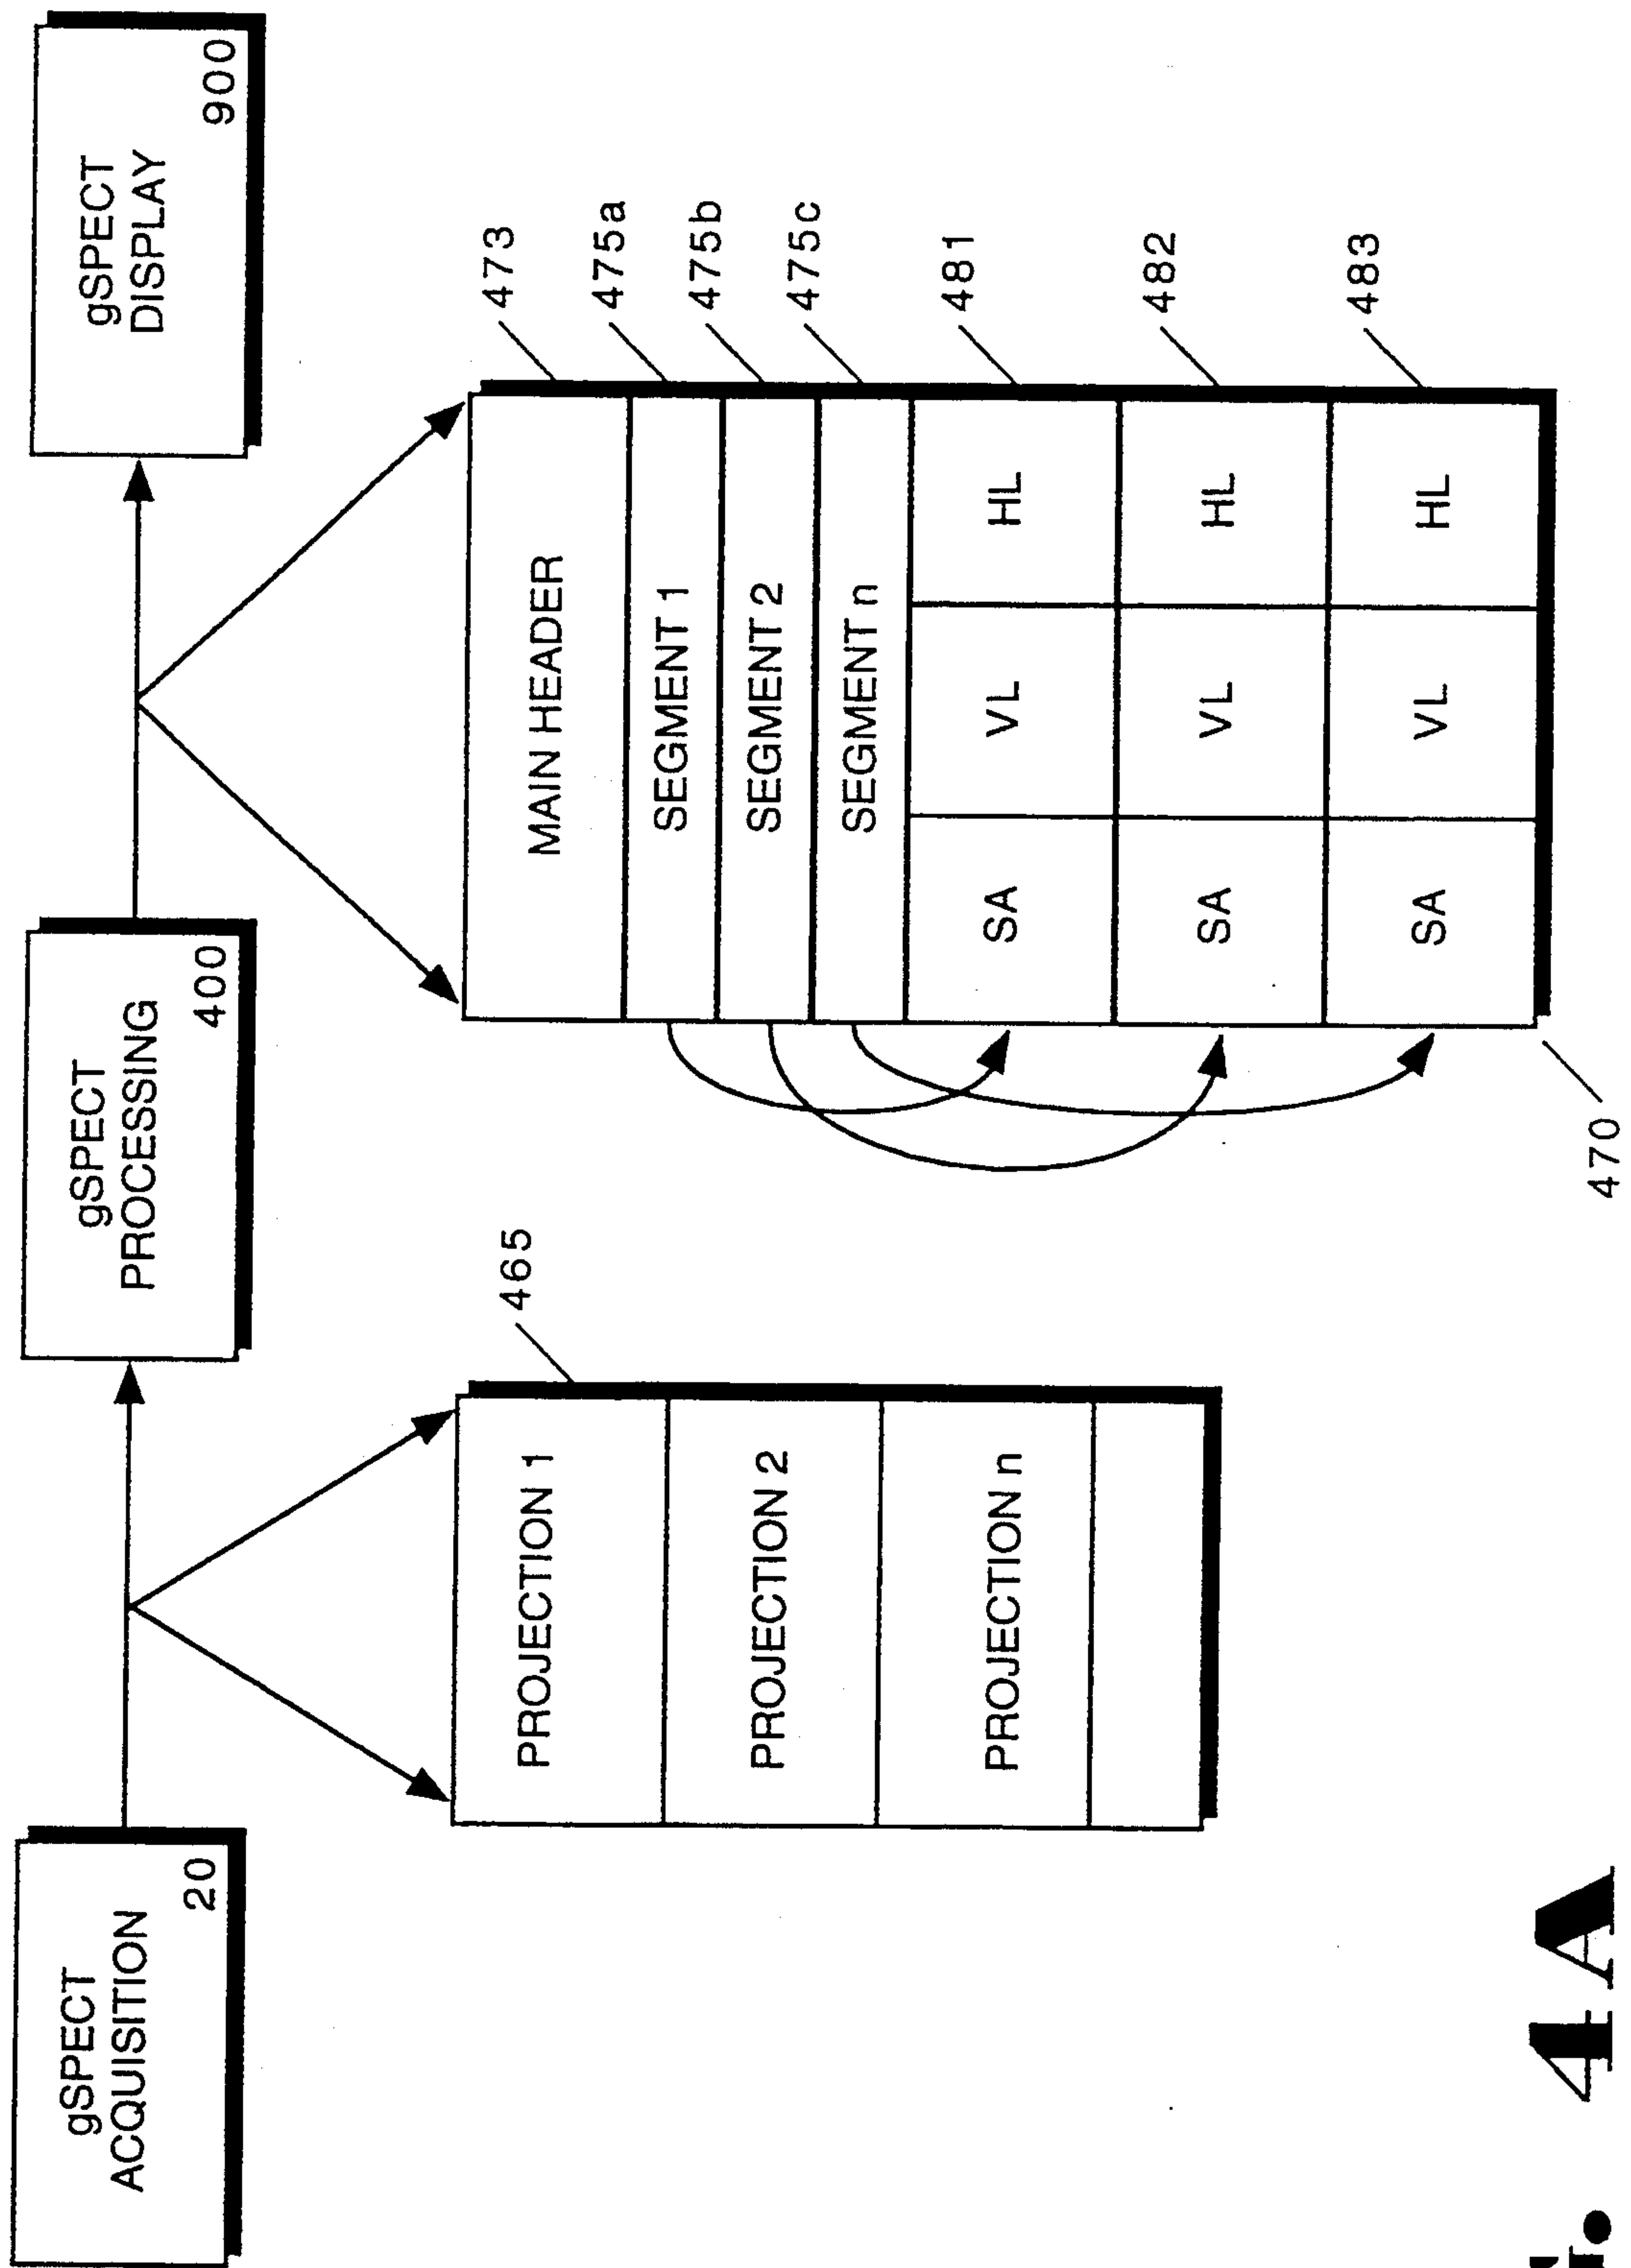 gSPECT
ACQUISITION
20
gSPECT
PROCESSING
400
gSPECT
DISPLAY
900
465
PROJECTION 1
PROJECTION 2
PROJECTION n
MAIN HEADER
473
SEGMENT 1
475a
SEGMENT 2
475b
SEGMENT n
475c
SA VL HL
481
SA VL HL
482
SA VL HL
483
470
4A